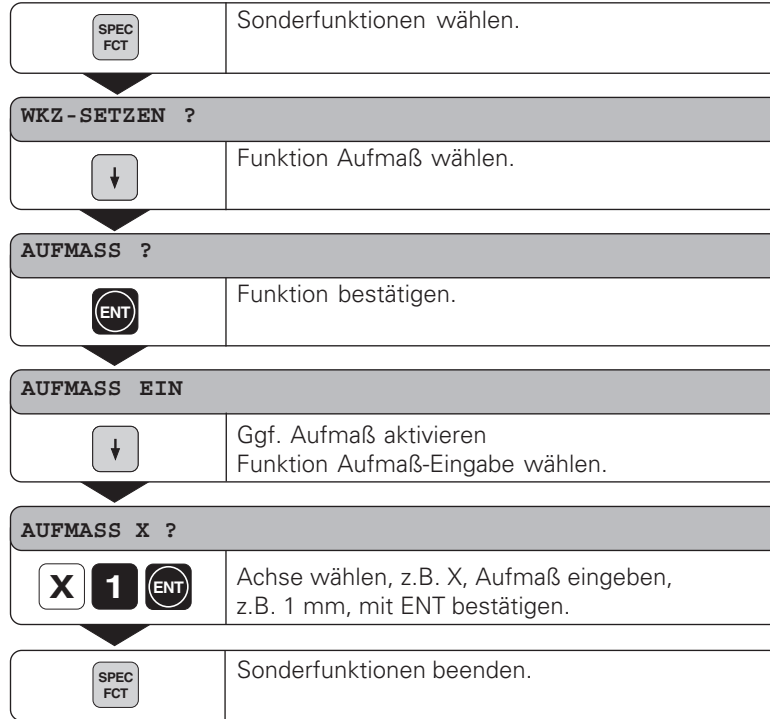 SPEC
FCT
Sonderfunktionen wählen.
WKZ-SETZEN ?
Funktion Aufmaß wählen.
AUFMASS ?
ENT
Funktion bestätigen.
AUFMASS EIN
Ggf. Aufmaß aktivieren
Funktion Aufmaß-Eingabe wählen.
AUFMASS X ?
X 1 ENT
Achse wählen, z.B. X, Aufmaß eingeben,
z.B. 1 mm, mit ENT bestätigen.
SPEC
FCT
Sonderfunktionen beenden.